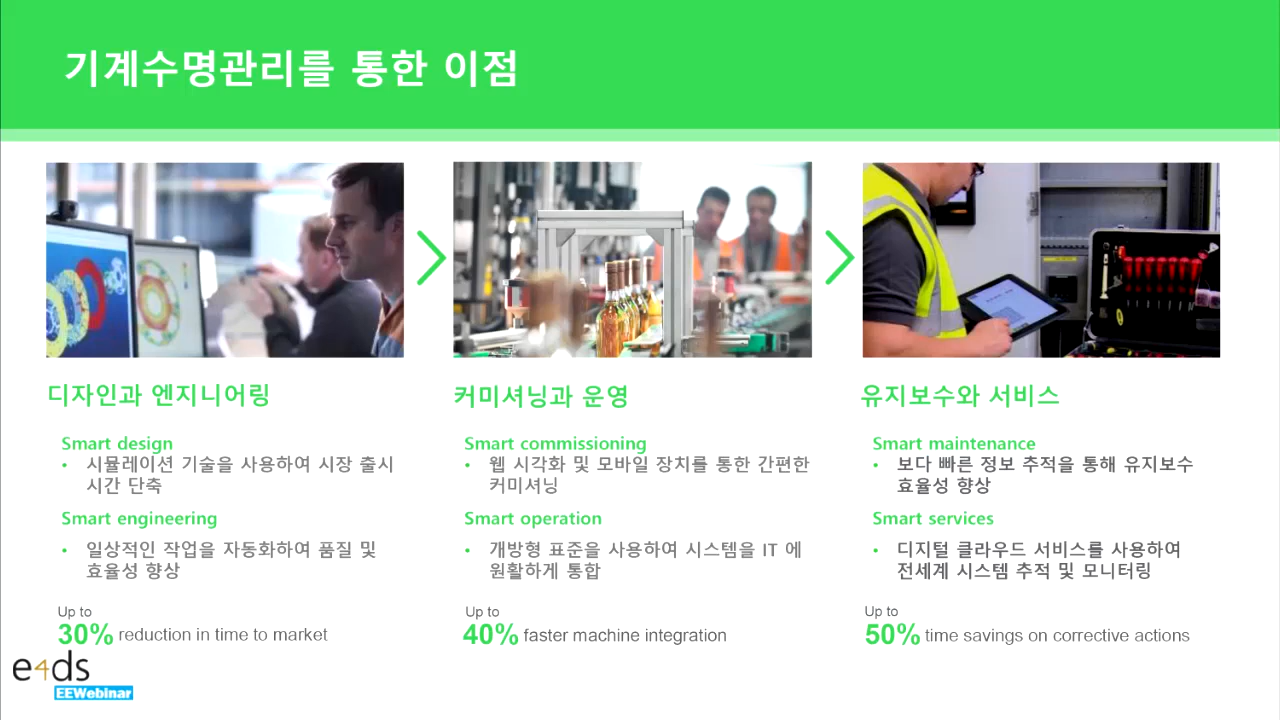 기계수명관리를 통한 이점
디자인과 엔지니어링
Smart design
• 시뮬레이션 기술을 사용하여 시장 출시
시간 단축
Smart engineering
• 일상적인 작업을 자동화하여 품질 및
효율성 향상
Up to
30% reduction in time to market
커미셔닝과 운영
Smart commissioning
• 웹 시각화 및 모바일 장치를 통한 간편한
커미셔닝
Smart operation
• 개방형 표준을 사용하여 시스템을 IT 에
원활하게 통합
Up to
40% faster machine integration
유지보수와 서비스
Smart maintenance
• 보다 빠른 정보 추적을 통해 유지보수
효율성 향상
Smart services
• 디지털 클라우드 서비스를 사용하여
전세계 시스템 추적 및 모니터링
Up to
50% time savings on corrective actions
e4ds
EEWebinar